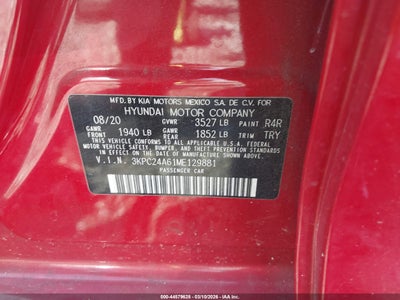 MFD. BY KIA MOTORS MEXICO S.A. DE C.V. FOR
HYUNDAI MOTOR COMPANY
08/20 GVWR 3527 LB PAINT R4R
GAWR FRONT 1940 LB GAWR REAR 1852 LB TRIM TRY
THIS VEHICLE CONFORMS TO ALL APPLICABLE U.S. FEDERAL
MOTOR VEHICLE SAFETY, BUMPER, AND THEFT
PREVENTION STANDARDS IN EFFECT ON THE DATE OF
MANUFACTURE SHOWN ABOVE.
V.I.N. 3KPC24A61ME129881
PASSENGER CAR
000-44579628 - 03/10/2026 - © IAA, Inc.